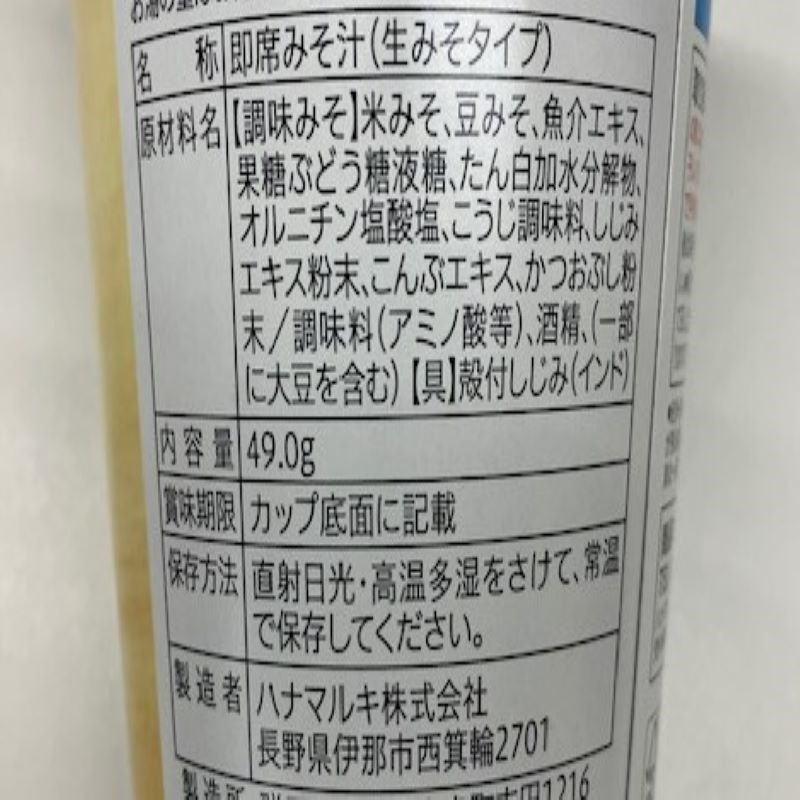 名称 即席みそ汁(生みそタイプ)
原材料名 【調味みそ】米みそ、豆みそ、魚介エキス、
果糖ぶどう糖液糖、たん白加水分解物、
オルニチン塩酸塩、こうじ調味料、しじみ
エキス粉末、こんぶエキス、かつおぶし粉
末/調味料(アミノ酸等)、酒精、(一部
に大豆を含む)【具】殻付しじみ(インド)
内容量 49.0g
賞味期限 カップ底面に記載
保存方法 直射日光・高温多湿をさけて、常温
で保存してください。
製造者 ハナマルキ株式会社
長野県伊那市西箕輪2701
製造所
1216